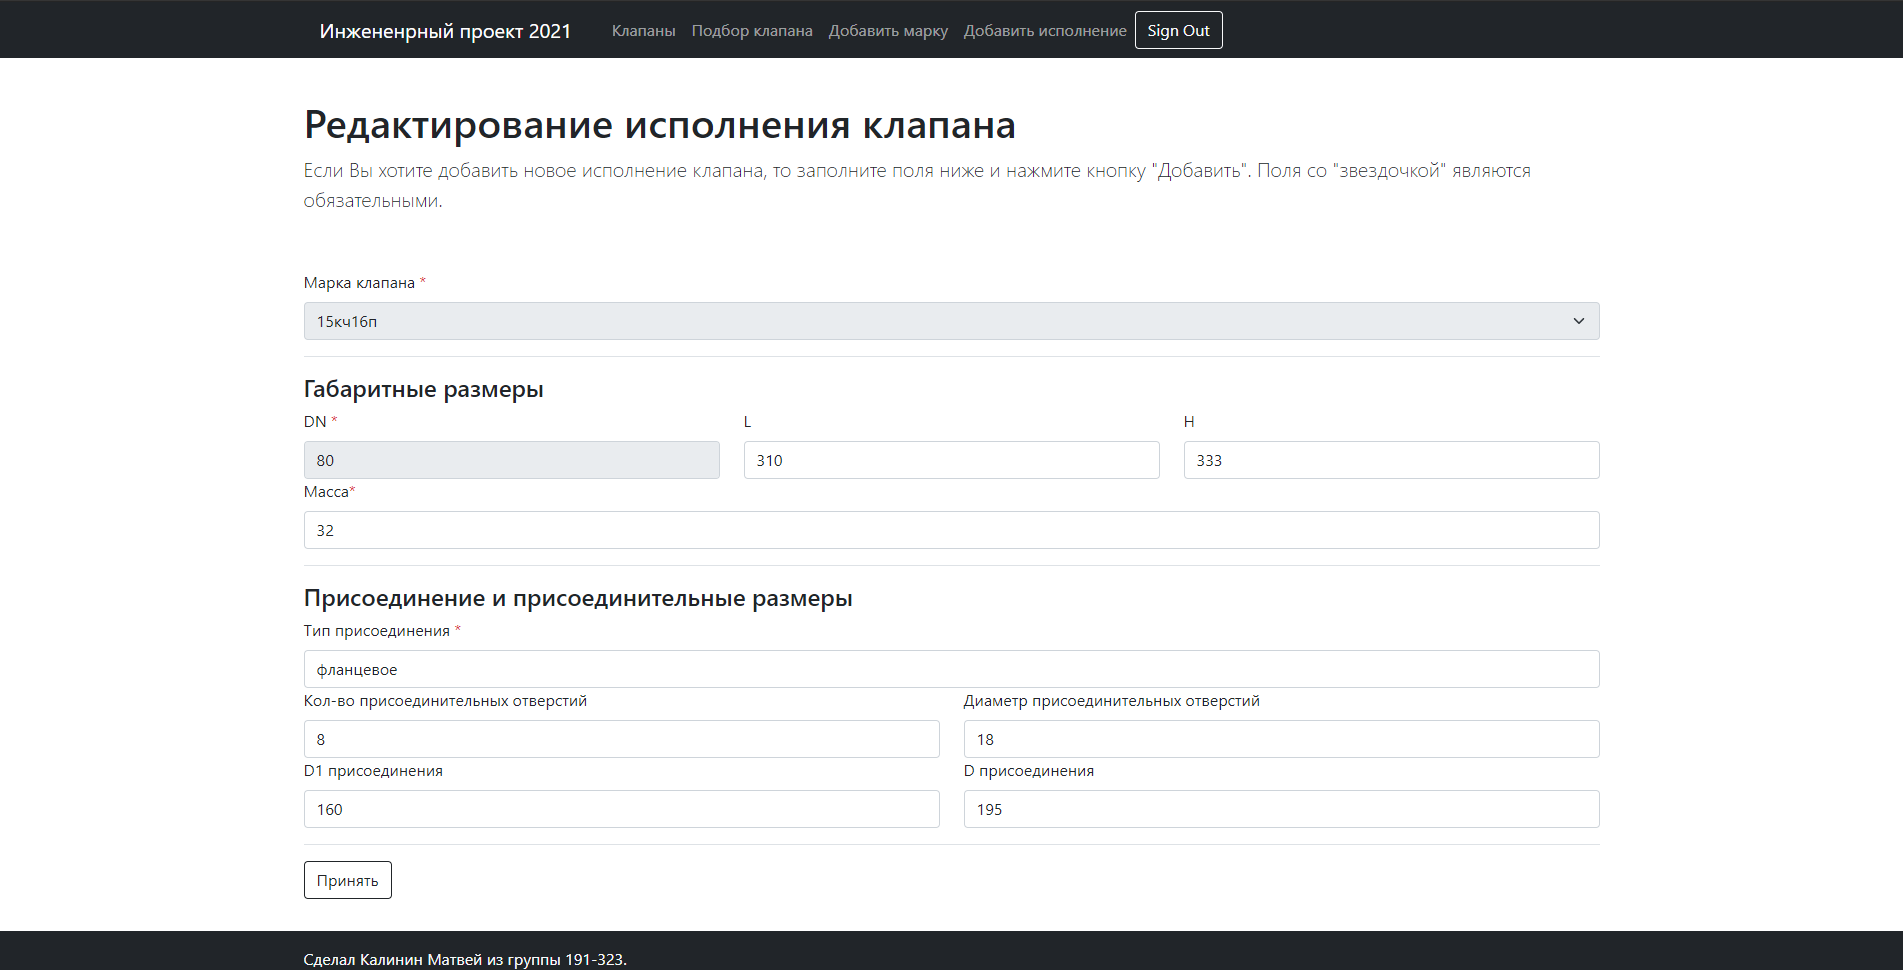 Инжененрный проект 2021 Клапаны Подбор клапана Добавить марку Добавить исполнение Sign Out
Редактирование исполнения клапана
Если Вы хотите добавить новое исполнение клапана, то заполните поля ниже и нажмите кнопку "Добавить". Поля со "звездочкой" являются
обязательными.
Марка клапана *
15кч16п
Габаритные размеры
DN * L H
80 310 333
Масса*
32
Присоединение и присоединительные размеры
Тип присоединения *
фланцевое
Кол-во присоединительных отверстий Диаметр присоединительных отверстий
8 18
D1 присоединения D присоединения
160 195
Принять
Сделал Калинин Матвей из группы 191-323.